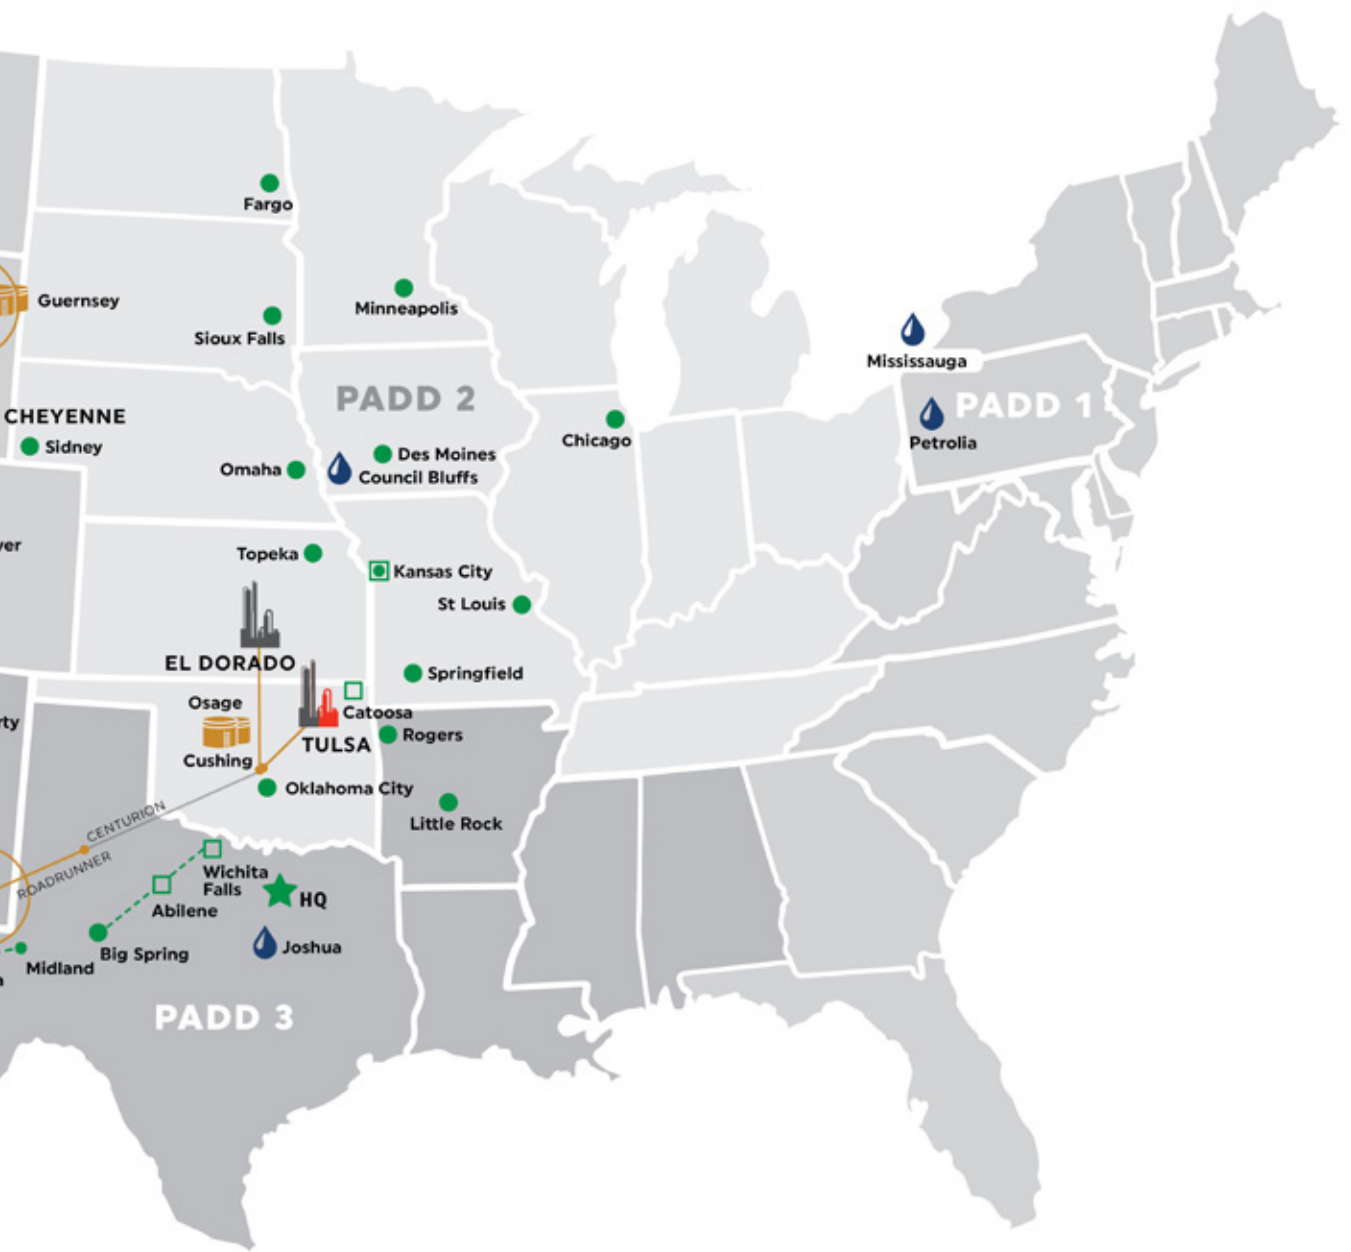 Fargo
Guernsey
Minneapolis
Sioux Falls
Mississauga
PADD 2
PADD 1
CHEYENNE
Chicago
Petrolia
Sidney
Des Moines
Omaha
Council Bluffs
Topeka
Kansas City
St Louis
EL DORADO
Springfield
Osage
Catoosa
Rogers
TULSA
Cushing
Oklahoma City
CENTURION
Little Rock
ROADRUNNER
Wichita
Falls
HQ
Abilene
Joshua
Big Spring
Midland
PADD 3